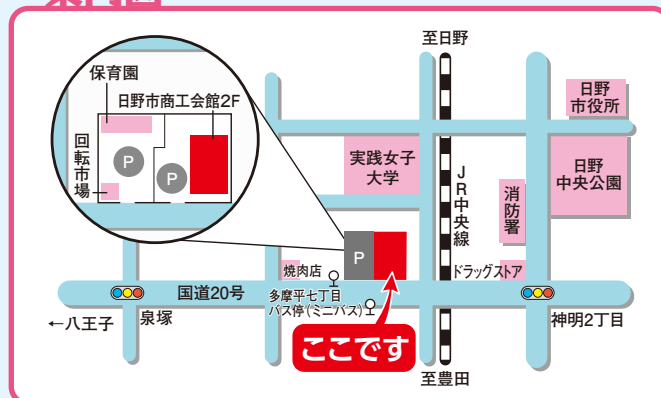 至日野
保育園
日野市商工会館2F
回転市場
P
P
日野
市役所
実践女子
大学
JR中央線
消防署
日野
中央公園
P
焼肉店
ドラッグストア
多摩平七丁目
バス停(ミニバス)
国道20号
←八王子
泉塚
神明2丁目
ここです
至豊田